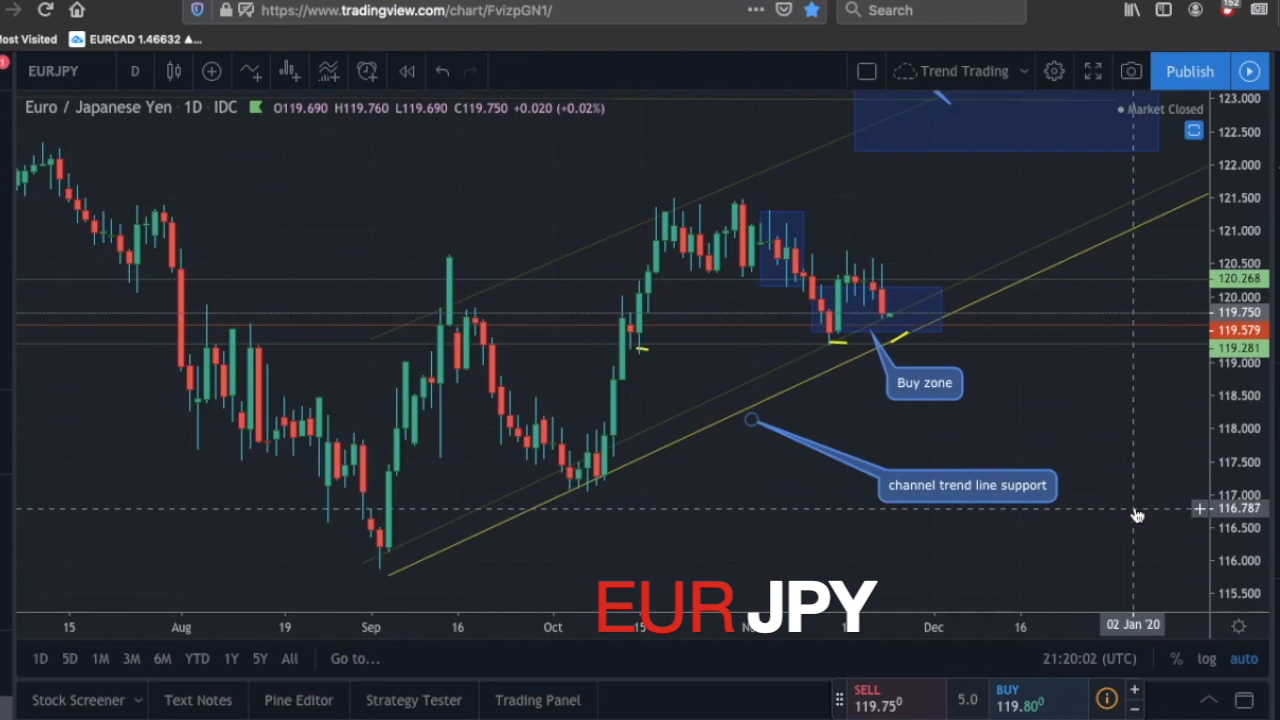 https://www.tradingview.com/chart/FvizpGN1/
Search
152
ost Visited
EURCAD 1.46632 ▲...
EURJPY
D
Trend Trading
Publish
Euro / Japanese Yen · 1D · IDC
O119.690 H119.760 L119.690 C119.750 +0.020 (+0.02%)
Market Closed
123.000
122.500
122.000
121.500
121.000
120.500
120.268
120.000
119.750
119.579
119.281
119.000
118.500
118.000
117.500
117.000
116.787
116.500
116.000
115.500
Buy zone
channel trend line support
EUR JPY
15
Aug
19
Sep
16
Oct
15
Dec
16
02 Jan '20
1D 5D 1M 3M 6M YTD 1Y 5Y All
Go to...
21:20:02 (UTC)
% log auto
Stock Screener
Text Notes
Pine Editor
Strategy Tester
Trading Panel
SELL
119.750
5.0
BUY
119.800